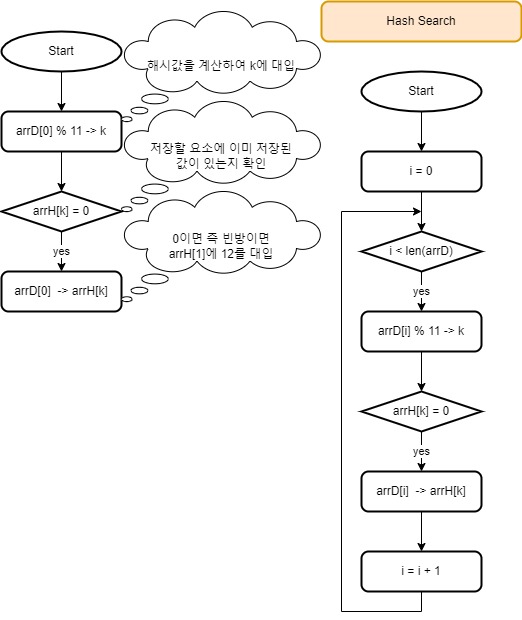 Hash Search
Start
해시값을 계산하여 k에 대입
arrD[0] % 11 -> k
저장할 요소에 이미 저장된
값이 있는지 확인
arrH[k] = 0
yes
0이면 즉 빈방이면
arrH[1]에 12를 대입
arrD[0]  -> arrH[k]
Start
i = 0
i < len(arrD)
yes
arrD[i] % 11 -> k
arrH[k] = 0
yes
arrD[i]  -> arrH[k]
i = i + 1